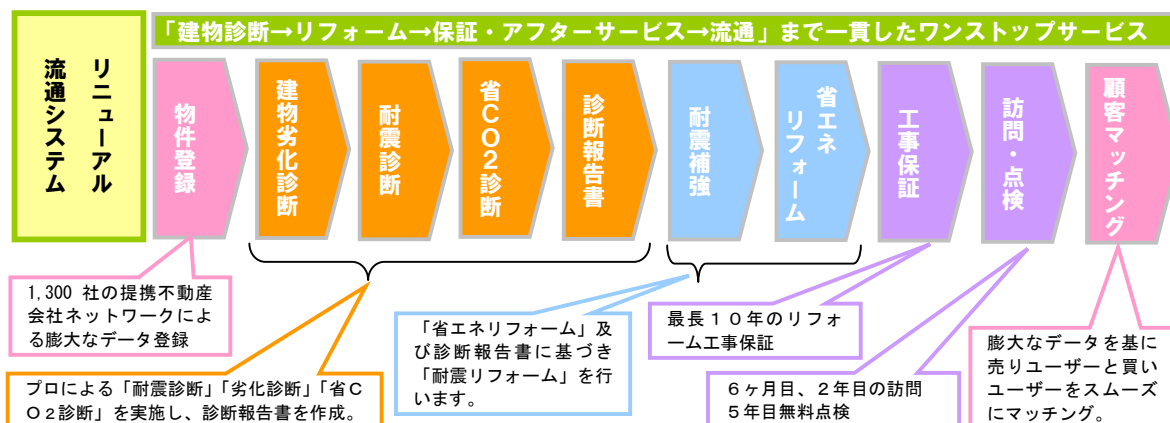 「建物診断→リフォーム→保証・アフターサービス→流通」まで一貫したワンストップサービス
リニューアル
流通システム
物件登録
建物劣化診断
耐震診断
省CO2診断
診断報告書
耐震補強
省エネ
リフォーム
工事保証
訪問・点検
顧客マッチング
1,300 社の提携不動産
会社ネットワークによ
る膨大なデータ登録
プロによる「耐震診断」「劣化診断」「省C
O2診断」を実施し、診断報告書を作成。
「省エネリフォーム」及
び診断報告書に基づき
「耐震リフォーム」を行
います。
最長10年のリフォ
ーム工事保証
6ヶ月目、2年目の訪問
5年目無料点検
膨大なデータを基に
売りユーザーと買い
ユーザーをスムーズ
にマッチング。